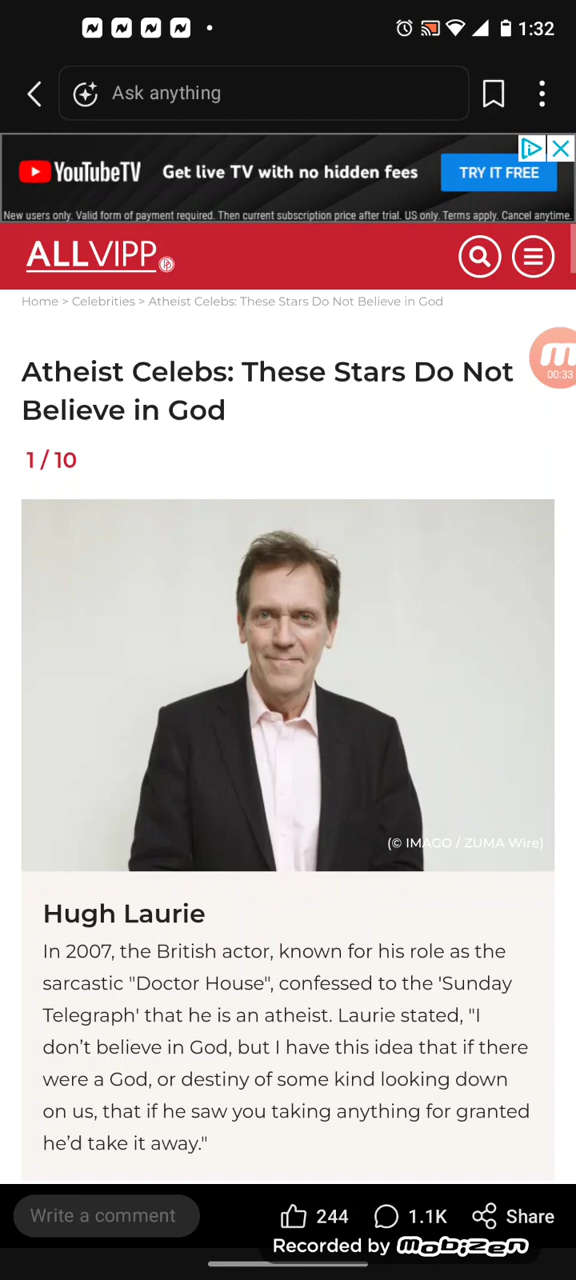 1:32
Ask anything
YouTubeTV Get live TV with no hidden fees TRY IT FREE
New users only. Valid form of payment required. Then current subscription price after trial. US only. Terms apply. Cancel anytime.
ALLVIPP
Home > Celebrities > Atheist Celebs: These Stars Do Not Believe in God
Atheist Celebs: These Stars Do Not
Believe in God
00:33
1 / 10
(© IMAGO / ZUMA Wire)
Hugh Laurie
In 2007, the British actor, known for his role as the
sarcastic "Doctor House", confessed to the 'Sunday
Telegraph' that he is an atheist. Laurie stated, "I
don’t believe in God, but I have this idea that if there
were a God, or destiny of some kind looking down
on us, that if he saw you taking anything for granted
he’d take it away."
Write a comment 244 1.1K Share
Recorded by mobizen